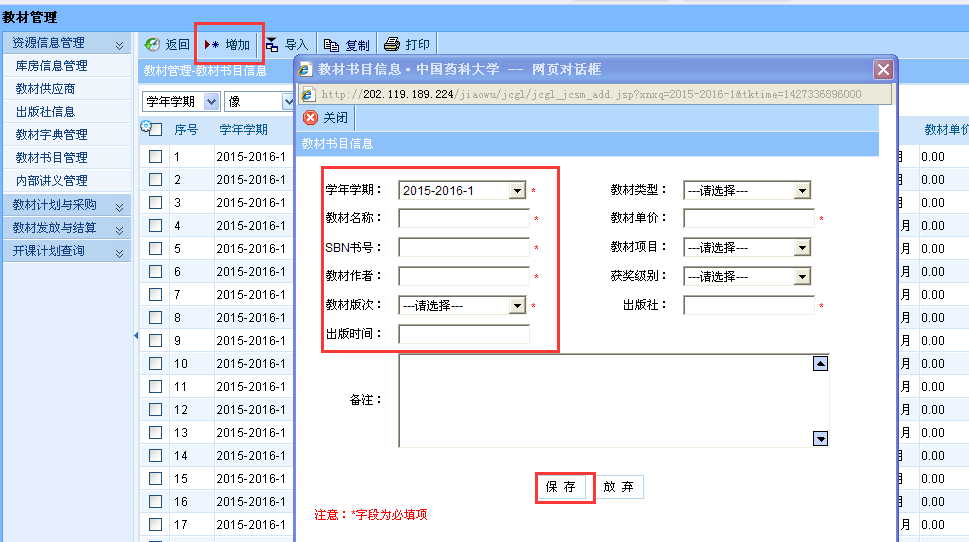 教材管理
资源信息管理
库房信息管理
教材供应商
出版社信息
教材字典管理
教材书目管理
内部讲义管理
教材计划与采购
教材发放与结算
开课计划查询
返回 增加 导入 复制 打印
教材管理-教材书目信息
学年学期 像
序号 学年学期 教材单价
1 2015-2016-1 月 0.00
2 2015-2016-1 月 0.00
3 2015-2016-1 月 0.00
4 2015-2016-1 月 0.00
5 2015-2016-1 月 0.00
6 2015-2016-1 月 0.00
7 2015-2016-1 月 0.00
8 2015-2016-1 月 0.00
9 2015-2016-1 月 0.00
10 2015-2016-1 月 0.00
11 2015-2016-1 月 0.00
12 2015-2016-1 月 0.00
13 2015-2016-1 月 0.00
14 2015-2016-1 月 0.00
15 2015-2016-1 月 0.00
16 2015-2016-1 月 0.00
17 2015-2016-1 月 0.00
教材书目信息 - 中国药科大学 -- 网页对话框
http://202.119.189.224/jiaowu/jcgl/jcgl_jcsm_add.jsp?xnxq=2015-2016-1&tktime=1427336896000
关闭
教材书目信息
学年学期： 2015-2016-1 * 教材类型： ---请选择---
教材名称： * 教材单价： *
SBN书号： * 教材项目： ---请选择---
教材作者： * 获奖级别： ---请选择---
教材版次： ---请选择--- * 出版社： *
出版时间：
备注：
保 存 放 弃
注意：*字段为必填项